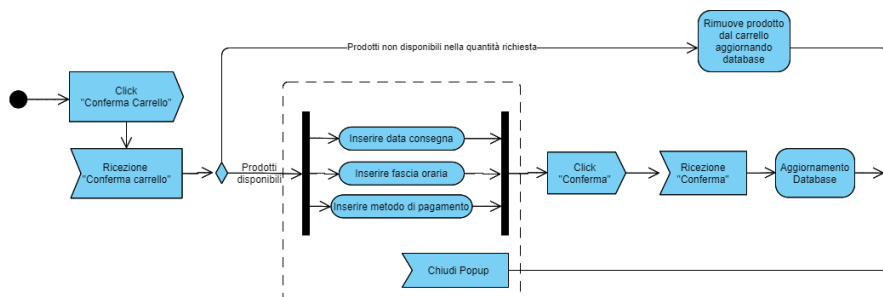 Rimuove prodotto
dal carrello
aggiornando
database
Prodotti non disponibili nella quantità richiesta
Click
"Conferma Carrello"
Ricezione
"Conferma carrello"
Prodotti
disponibili
Inserire data consegna
Inserire fascia oraria
Inserire metodo di pagamento
Click
"Conferma"
Ricezione
"Conferma"
Aggiornamento
Database
Chiudi Popup